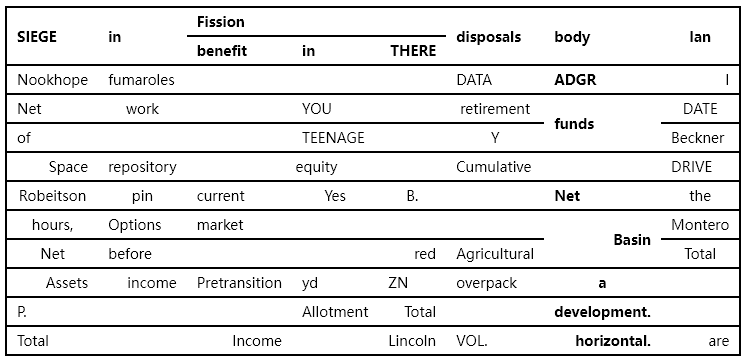 SIEGE in Fission disposals body Ian
benefit in THERE
Nookhope fumaroles DATA ADGR I
Net work YOU retirement funds DATE
of TEENAGE Y Beckner
Space repository equity Cumulative DRIVE
Robeitson pin current Yes B. Net the
hours, Options market Basin Montero
Net before red Agricultural Total
Assets income Pretransition yd ZN overpack a
P. Allotment Total development.
Total Income Lincoln VOL. horizontal. are